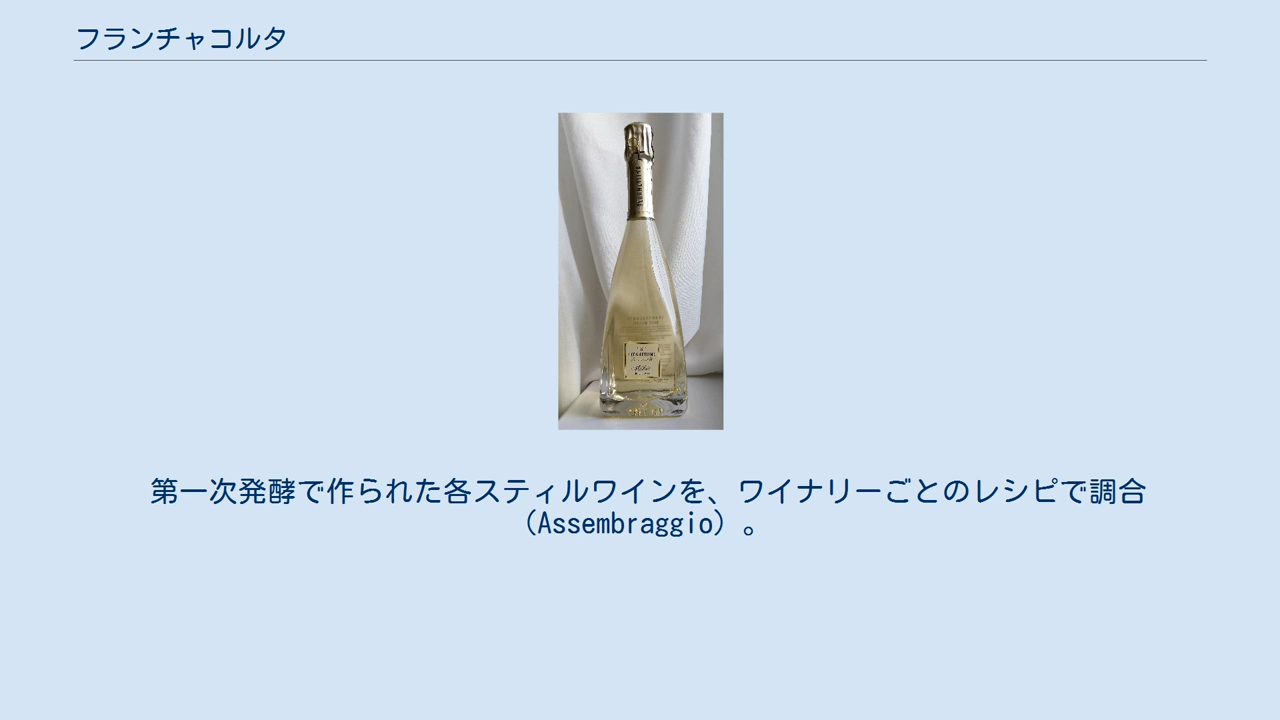 フランチャコルタ
第一次発酵で作られた各スティルワインを、ワイナリーごとのレシピで調合
（Assembraggio）。